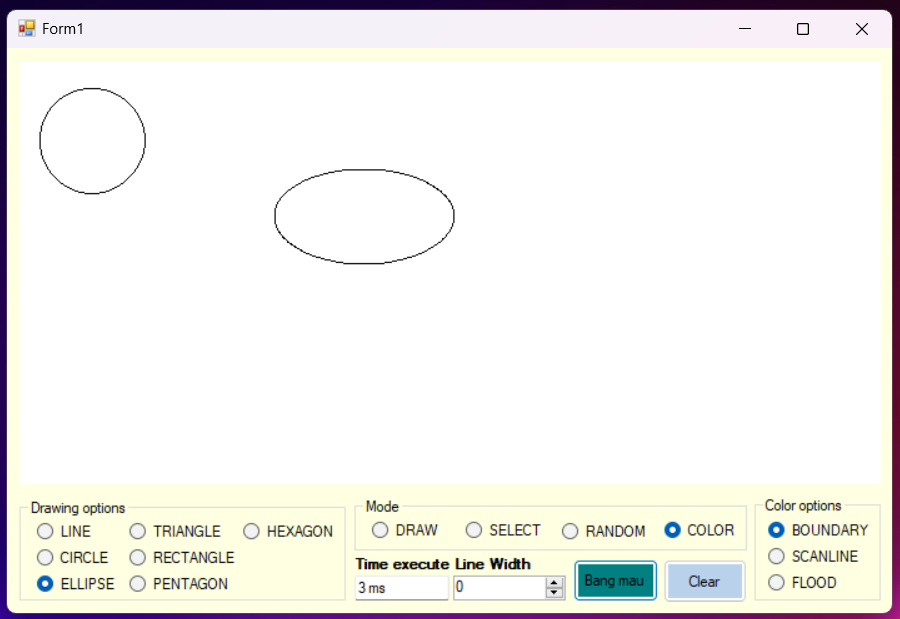 Form1
Drawing options
LINE
TRIANGLE
HEXAGON
CIRCLE
RECTANGLE
ELLIPSE
PENTAGON
Mode
DRAW
SELECT
RANDOM
COLOR
Time execute
Line Width
3 ms
0
Bang mau
Clear
Color options
BOUNDARY
SCANLINE
FLOOD